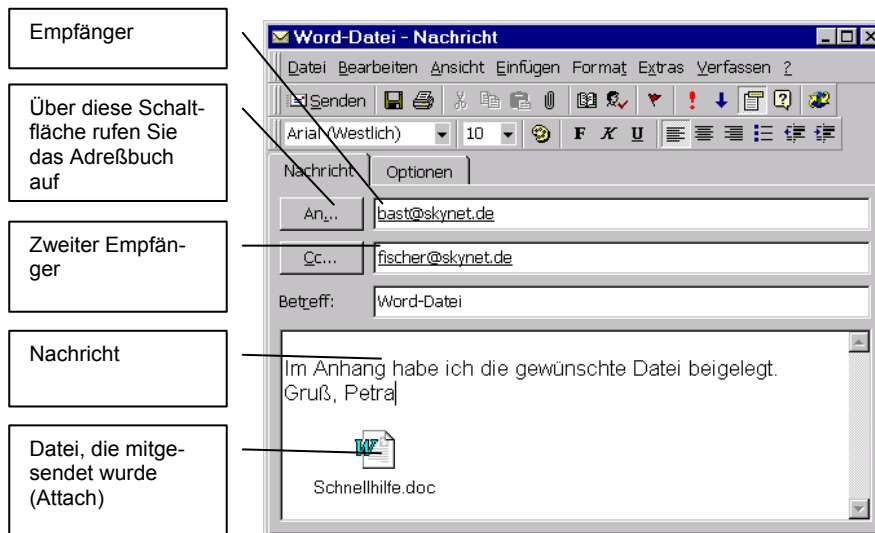 Empfänger
Über diese Schalt-
fläche rufen Sie
das Adreßbuch
auf
Zweiter Empfän-
ger
Nachricht
Datei, die mitge-
sendet wurde
(Attach)
Word-Datei - Nachricht
Datei Bearbeiten Ansicht Einfügen Format Extras Verfassen ?
Senden
Arial (Westlich) 10 F K U
Nachricht Optionen
An... bast@skynet.de
Cc... fischer@skynet.de
Betreff: Word-Datei
Im Anhang habe ich die gewünschte Datei beigelegt.
Gruß, Petra
W
Schnellhilfe.doc